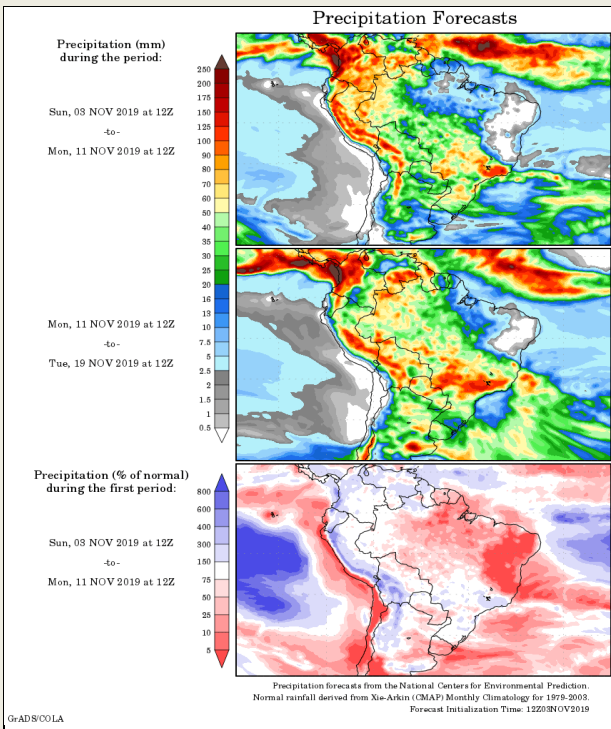 Precipitation Forecasts
Precipitation (mm)
during the period:
Sun, 03 NOV 2019 at 12Z
-to-
Mon, 11 NOV 2019 at 12Z
250
200
175
150
125
100
90
80
70
60
50
40
35
30
25
20
16
13
10
7.5
5
2.5
2
1.5
1
0.5
Mon, 11 NOV 2019 at 12Z
-to-
Tue, 19 NOV 2019 at 12Z
Precipitation (% of normal)
during the first period:
Sun, 03 NOV 2019 at 12Z
-to-
Mon, 11 NOV 2019 at 12Z
800
600
400
300
150
75
50
25
10
5
Precipitation forecasts from the National Centers for Environmental Prediction.
Normal rainfall derived from Xie-Arkin (CMAP) Monthly Climatology for 1979-2003.
Forecast Initialization Time: 12Z03NOV2019
GrADS/COLA